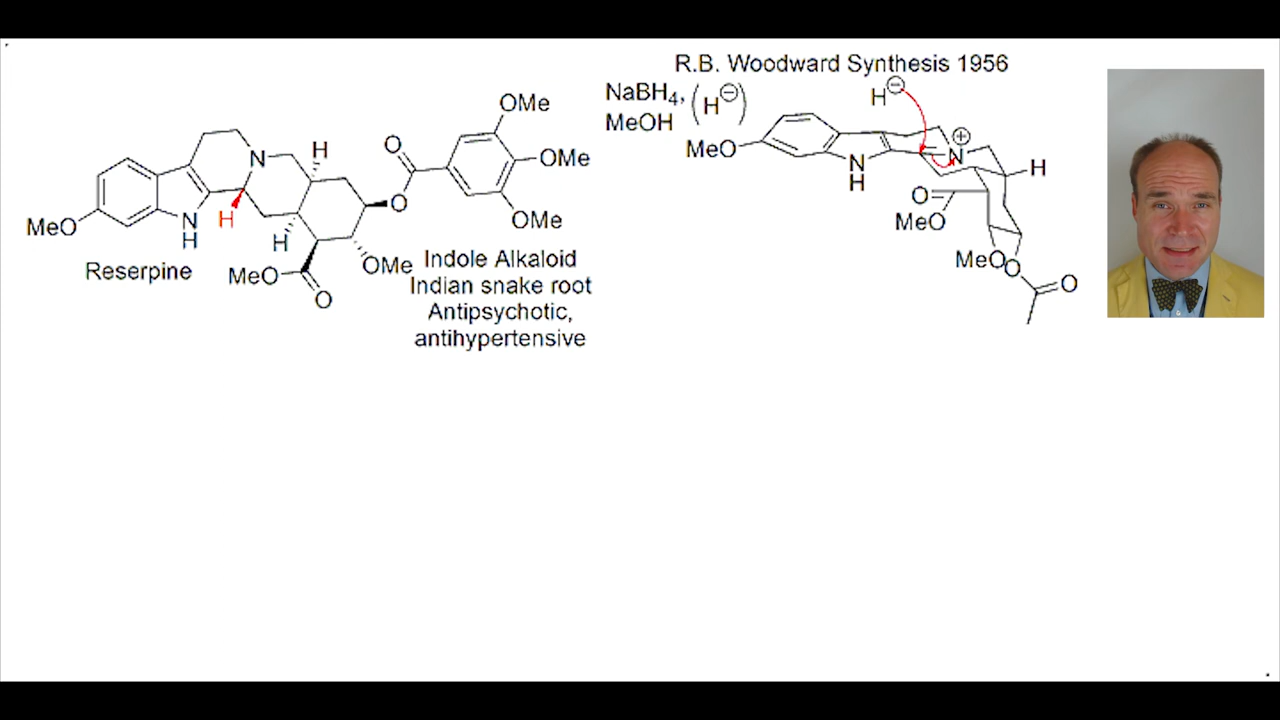 R.B. Woodward Synthesis 1956
NaBH4, (H⊖)
MeOH
H⊖
MeO
N
H
N⊕
H
O
MeO
MeO
O
O
OMe
OMe
OMe
O
O
H
N
H
N
H
H
MeO
OMe
MeO
O
Reserpine
Indole Alkaloid
Indian snake root
Antipsychotic,
antihypertensive